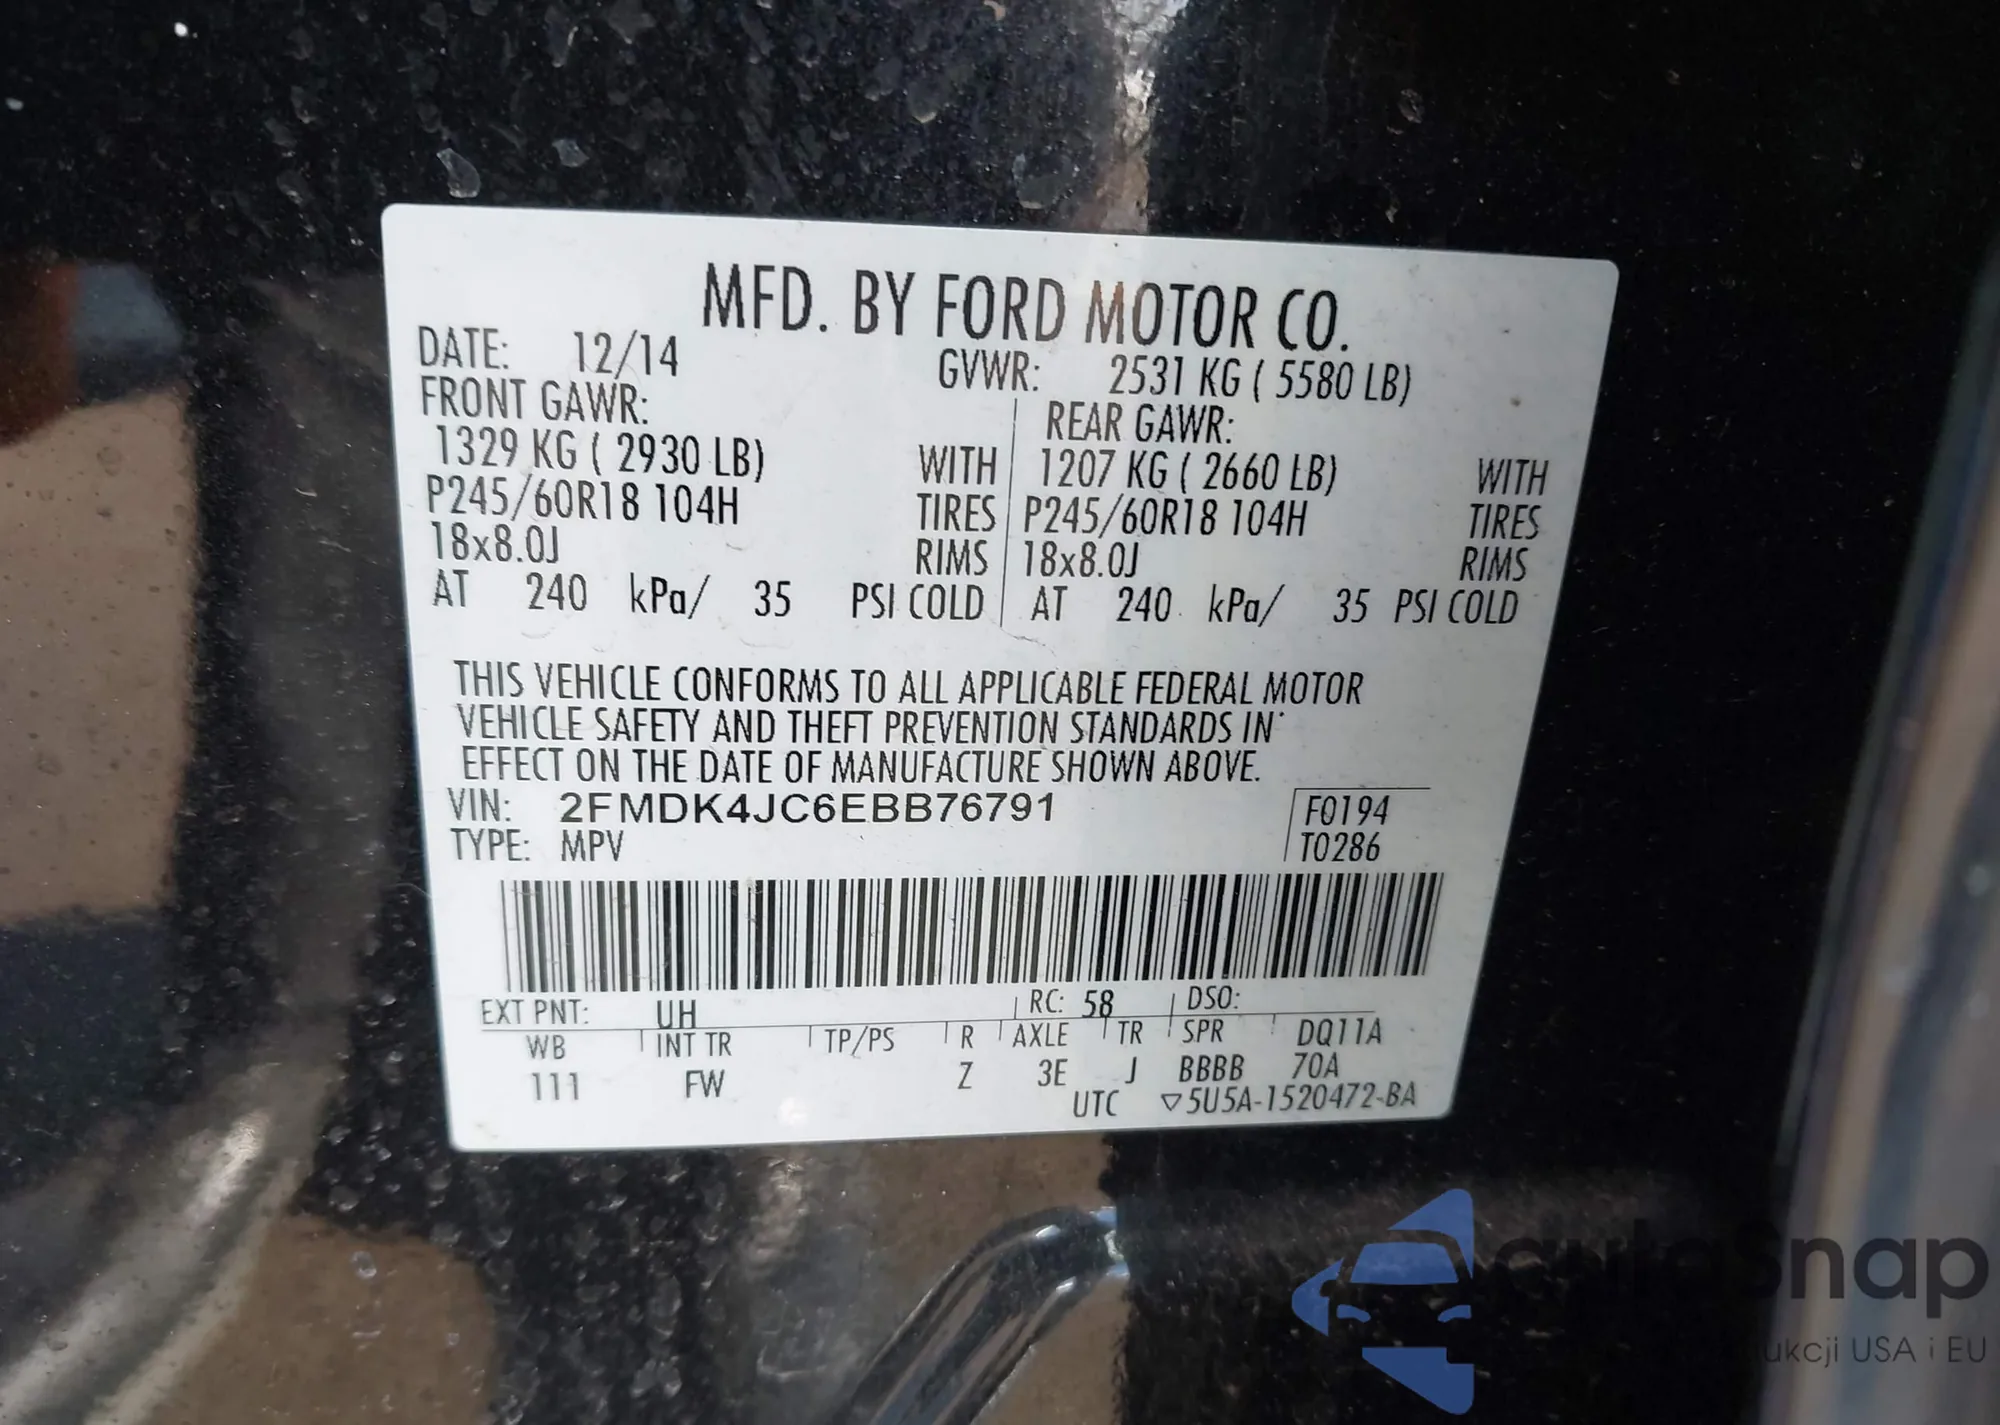 MFD. BY FORD MOTOR CO.
DATE: 12/14 GVWR: 2531 KG ( 5580 LB)
FRONT GAWR: REAR GAWR:
1329 KG ( 2930 LB) WITH 1207 KG ( 2660 LB) WITH
P245/60R18 104H TIRES P245/60R18 104H TIRES
18x8.0J RIMS 18x8.0J RIMS
AT 240 kPa/ 35 PSI COLD AT 240 kPa/ 35 PSI COLD
THIS VEHICLE CONFORMS TO ALL APPLICABLE FEDERAL MOTOR
VEHICLE SAFETY AND THEFT PREVENTION STANDARDS IN
EFFECT ON THE DATE OF MANUFACTURE SHOWN ABOVE.
VIN: 2FMDK4JC6EBB76791 F0194
TYPE: MPV T0286
EXT PNT: UH RC: 58 DSO:
WB INT TR TP/PS R AXLE TR SPR DQ11A
111 FW Z 3E J BBBB 70A
UTC ▽5U5A-1520472-BA
autosnap
USA i EU